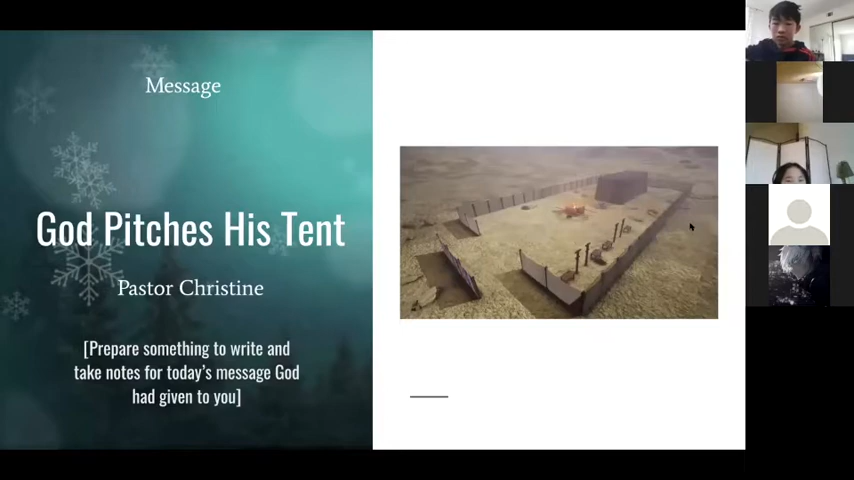 Message
God Pitches His Tent
Pastor Christine
[Prepare something to write and
take notes for today's message God
had given to you]